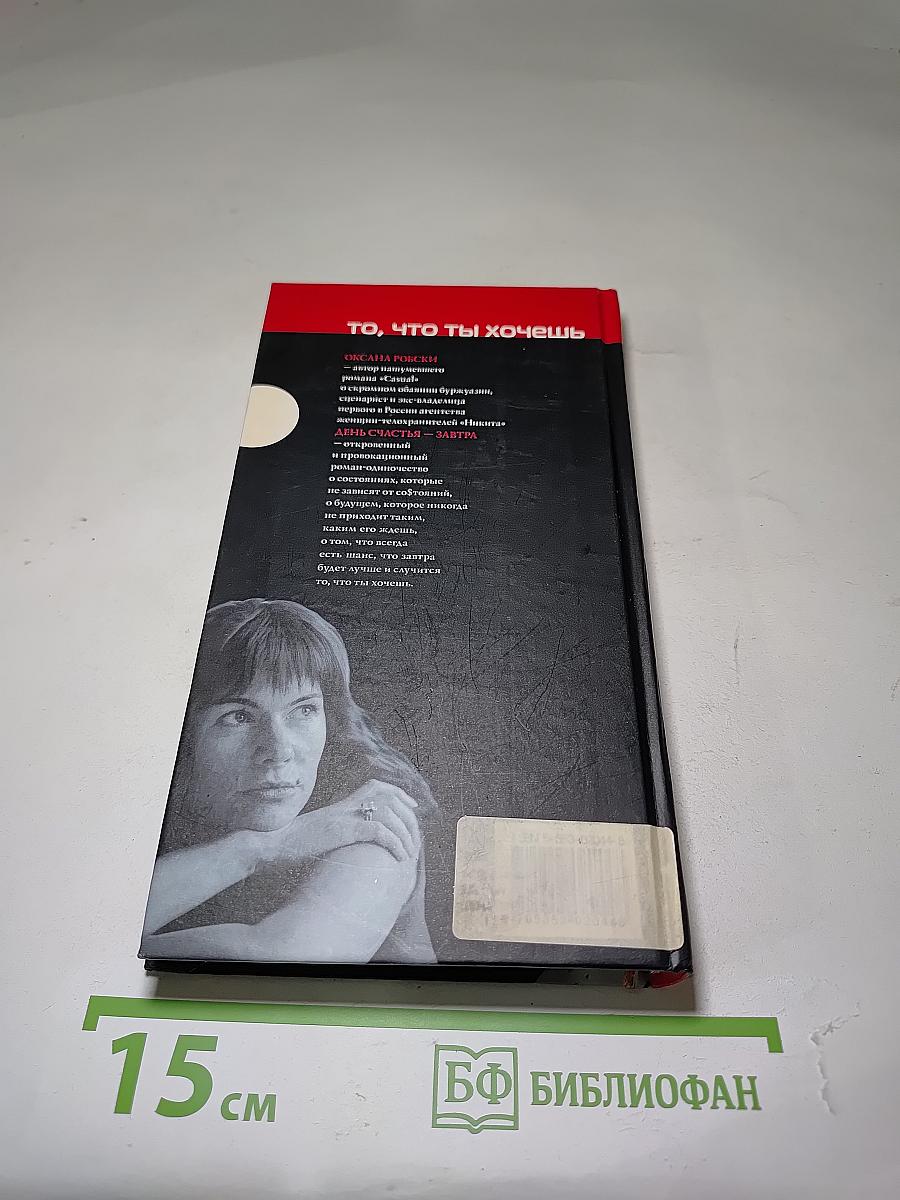 то, что ты хочешь
ОКСАНА РОБСКИ
— автор нашумевшего
романа «Casual»
о скромном обаянии буржуазии,
сценарист и экс-владелица
первого в России агентства
женщин-телохранителей «Никита»
ДЕНЬ СЧАСТЬЯ — ЗАВТРА
— откровенный
и провокационный
роман-одиночество
о состояниях, которые
не зависят от со$тояний,
о будущем, которое никогда
не приходит таким,
каким его ждешь,
о том, что всегда
есть шанс, что завтра
будет лучше и случится
то, что ты хочешь.
15 см
БФ БИБЛИОФАН